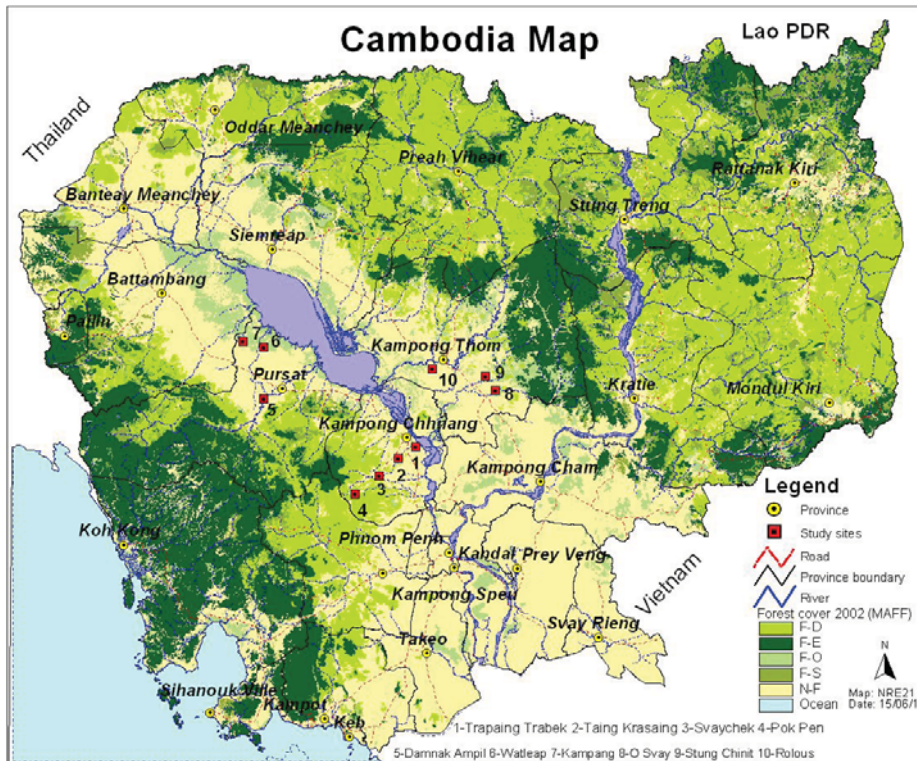 Cambodia Map
Lao PDR
Thailand
Oddar Meanchey
Preah Vihear
Rattanak Kiri
Banteay Meanchey
Stung Treng
Siemreap
Battambang
Pailin
7
6
Kampong Thom
10
9
8
Pursat
5
Kratie
Mondul Kiri
Kampong Chhnang
1
2
3
4
Kampong Cham
Koh Kong
Phnom Penh
Kandal Prey Veng
Kampong Speu
Vietnam
Svay Rieng
Takeo
Sihanouk Ville
Kampot
Keb
Legend
Province
Study sites
Road
Province boundary
River
Forest cover 2002 (MAFF)
F-D
F-E
F-O
F-S
N-F
Ocean
N
Map: NRE21
Date: 15/06/1
1-Trapaing Trabek 2-Taing Krasaing 3-Svaychek 4-Pok Pen
5-Damnak Ampil 6-Watleap 7-Kampang 8-O Svay 9-Stung Chinit 10-Rolous